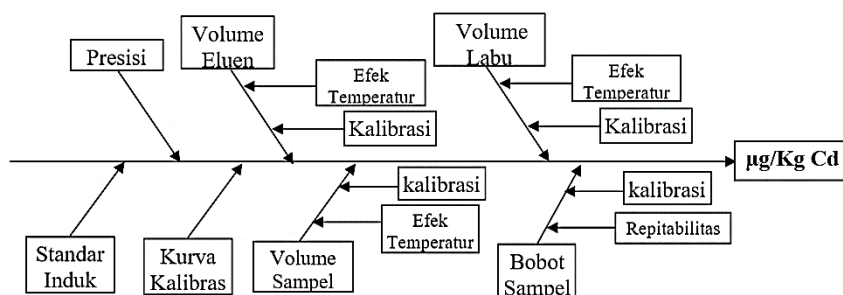 Presisi
Volume
Eluen
Efek
Temperatur
Kalibrasi
Volume
Labu
Efek
Temperatur
Kalibrasi
µg/Kg Cd
Standar
Induk
Kurva
Kalibras
kalibrasi
Efek
Temperatur
Volume
Sampel
kalibrasi
Repitabilitas
Bobot
Sampel